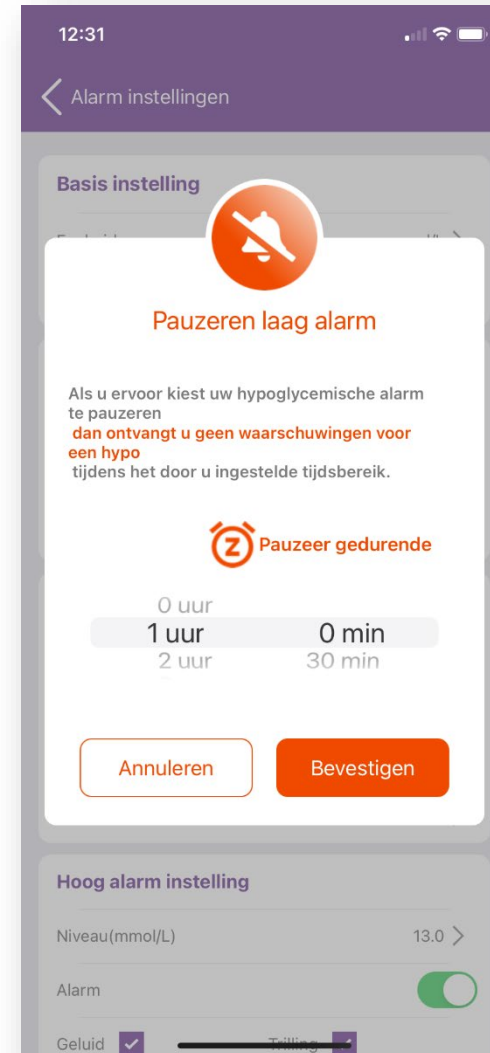 12:31
Alarm instellingen
Basis instelling
Pauzeren laag alarm
Als u ervoor kiest uw hypoglycemische alarm
te pauzeren
dan ontvangt u geen waarschuwingen voor
een hypo
tijdens het door u ingestelde tijdsbereik.
Z Pauzeer gedurende
0 uur
1 uur 0 min
2 uur 30 min
Annuleren Bevestigen
Hoog alarm instelling
Niveau(mmol/L) 13.0
Alarm
Geluid Trilling